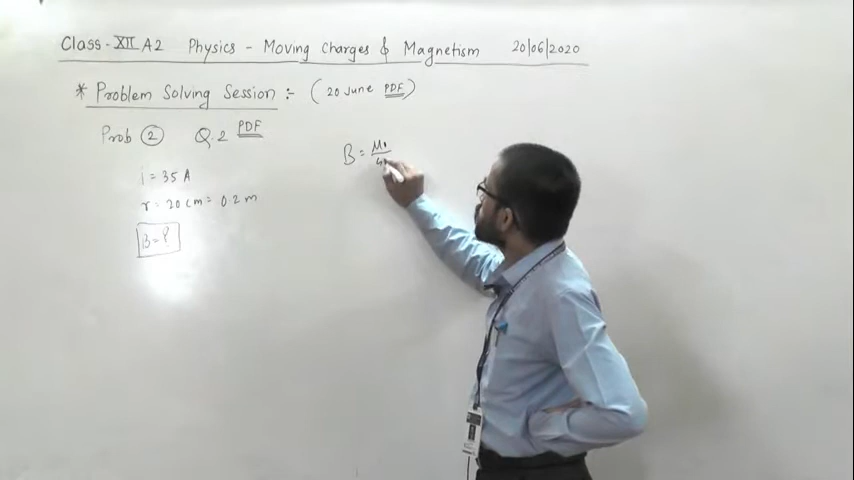 Class-XII A2 Physics - Moving Charges & Magnetism 20/06/2020
* Problem Solving Session :- (20 June PDF)
Prob ② Q.2 PDF
i = 35 A
r = 20 cm = 0.2 m
B = ?
B = μ₀/4